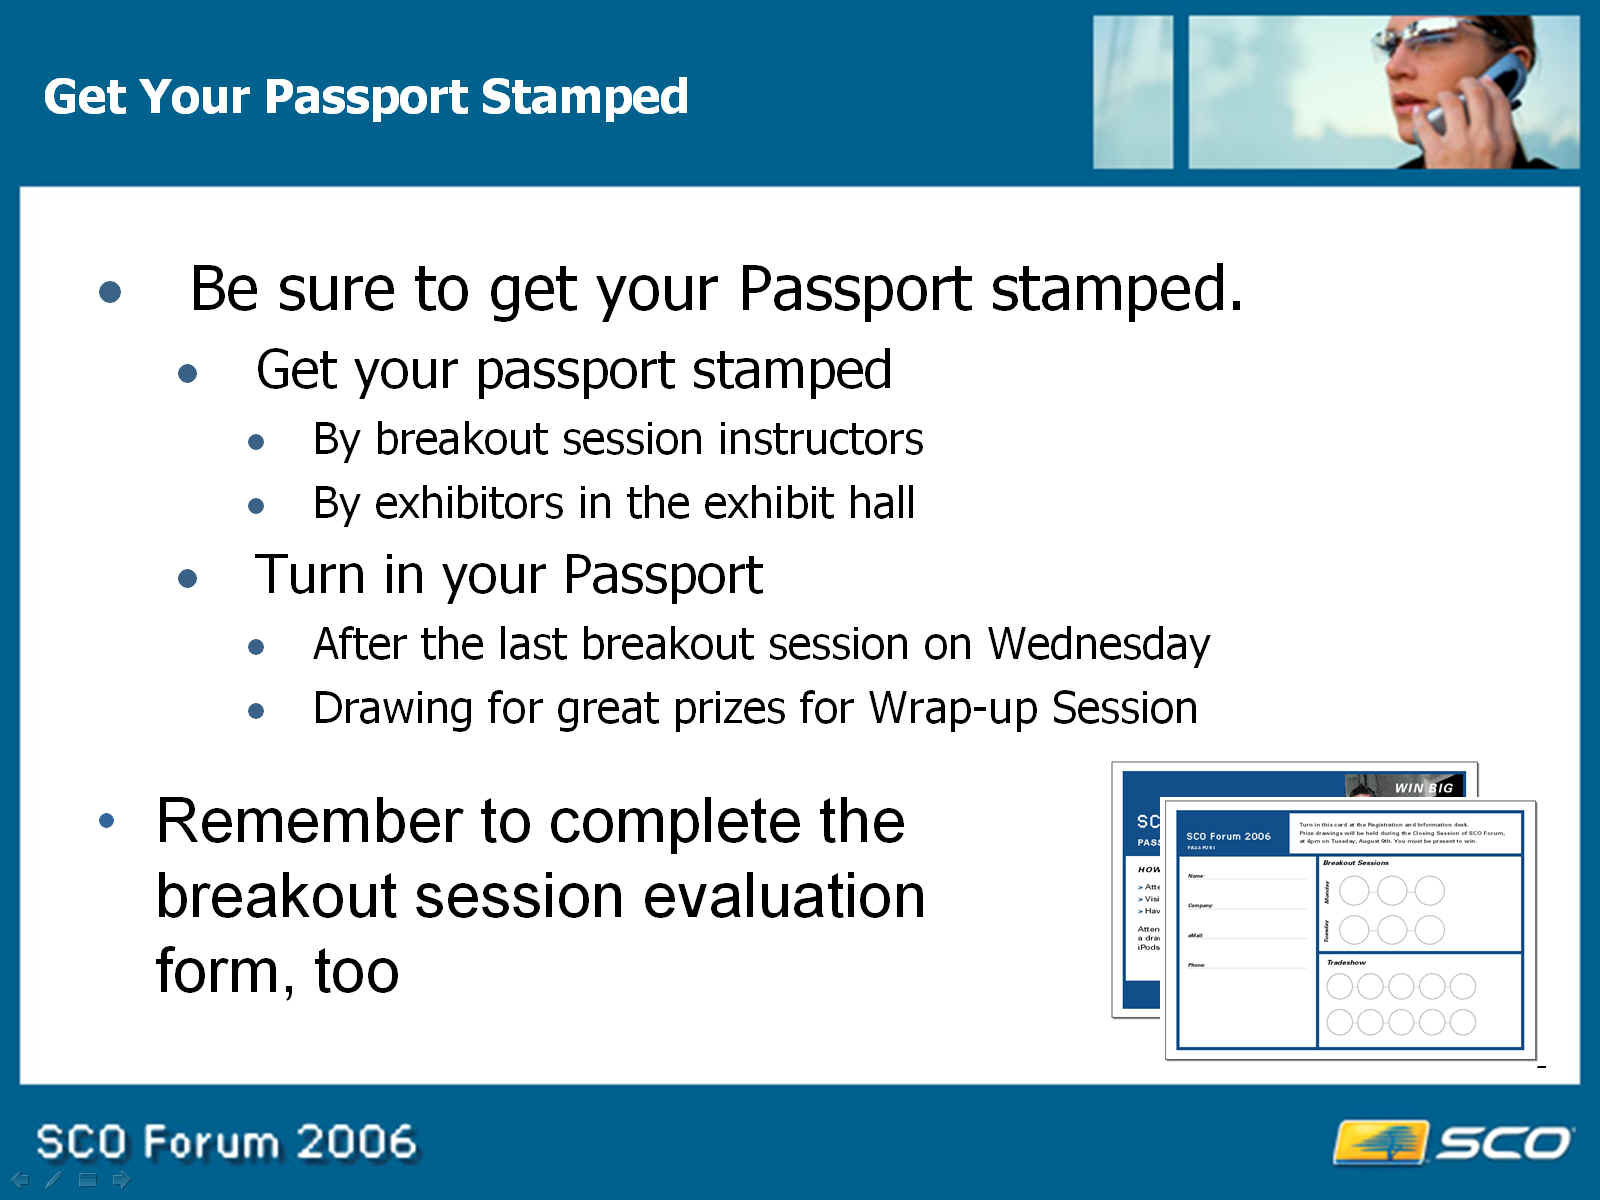 Get Your Passport Stamped
Be sure to get your Passport stamped.
Get your passport stamped
By breakout session instructors
By exhibitors in the exhibit hall
Turn in your Passport
After the last breakout session on Wednesday
Drawing for great prizes for Wrap-up Session
Remember to complete the
breakout session evaluation
form, too
WIN BIG
SC
PASS
HOW
> Atte
> Visi
> Hav
Atten
a drav
iPods
SCO Forum 2006
PASSPORT
Turn in this card at the Registration and Information desk.
Prize drawings will be held during the Closing Session of SCO Forum,
at 4pm on Tuesday, August 9th. You must be present to win.
Name
Company
eMail
Phone
Breakout Sessions
Monday
Tuesday
Tradeshow
SCO Forum 2006
SCO